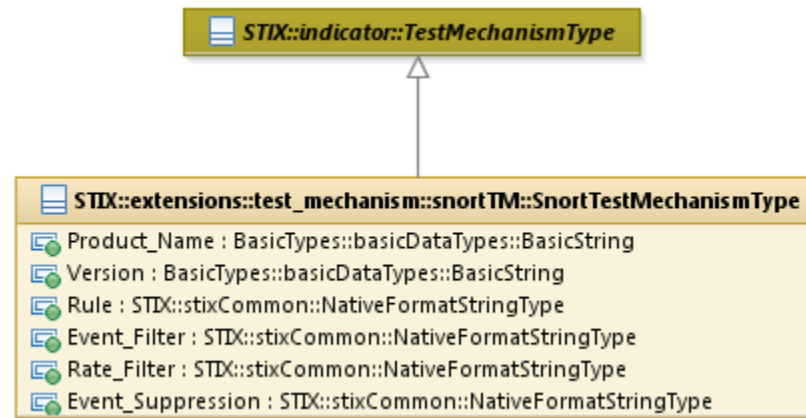 STIX::indicator::TestMechanismType
STIX::extensions::test_mechanism::snortTM::SnortTestMechanismType
Product_Name : BasicTypes::basicDataTypes::BasicString
Version : BasicTypes::basicDataTypes::BasicString
Rule : STIX::stixCommon::NativeFormatStringType
Event_Filter : STIX::stixCommon::NativeFormatStringType
Rate_Filter : STIX::stixCommon::NativeFormatStringType
Event_Suppression : STIX::stixCommon::NativeFormatStringType